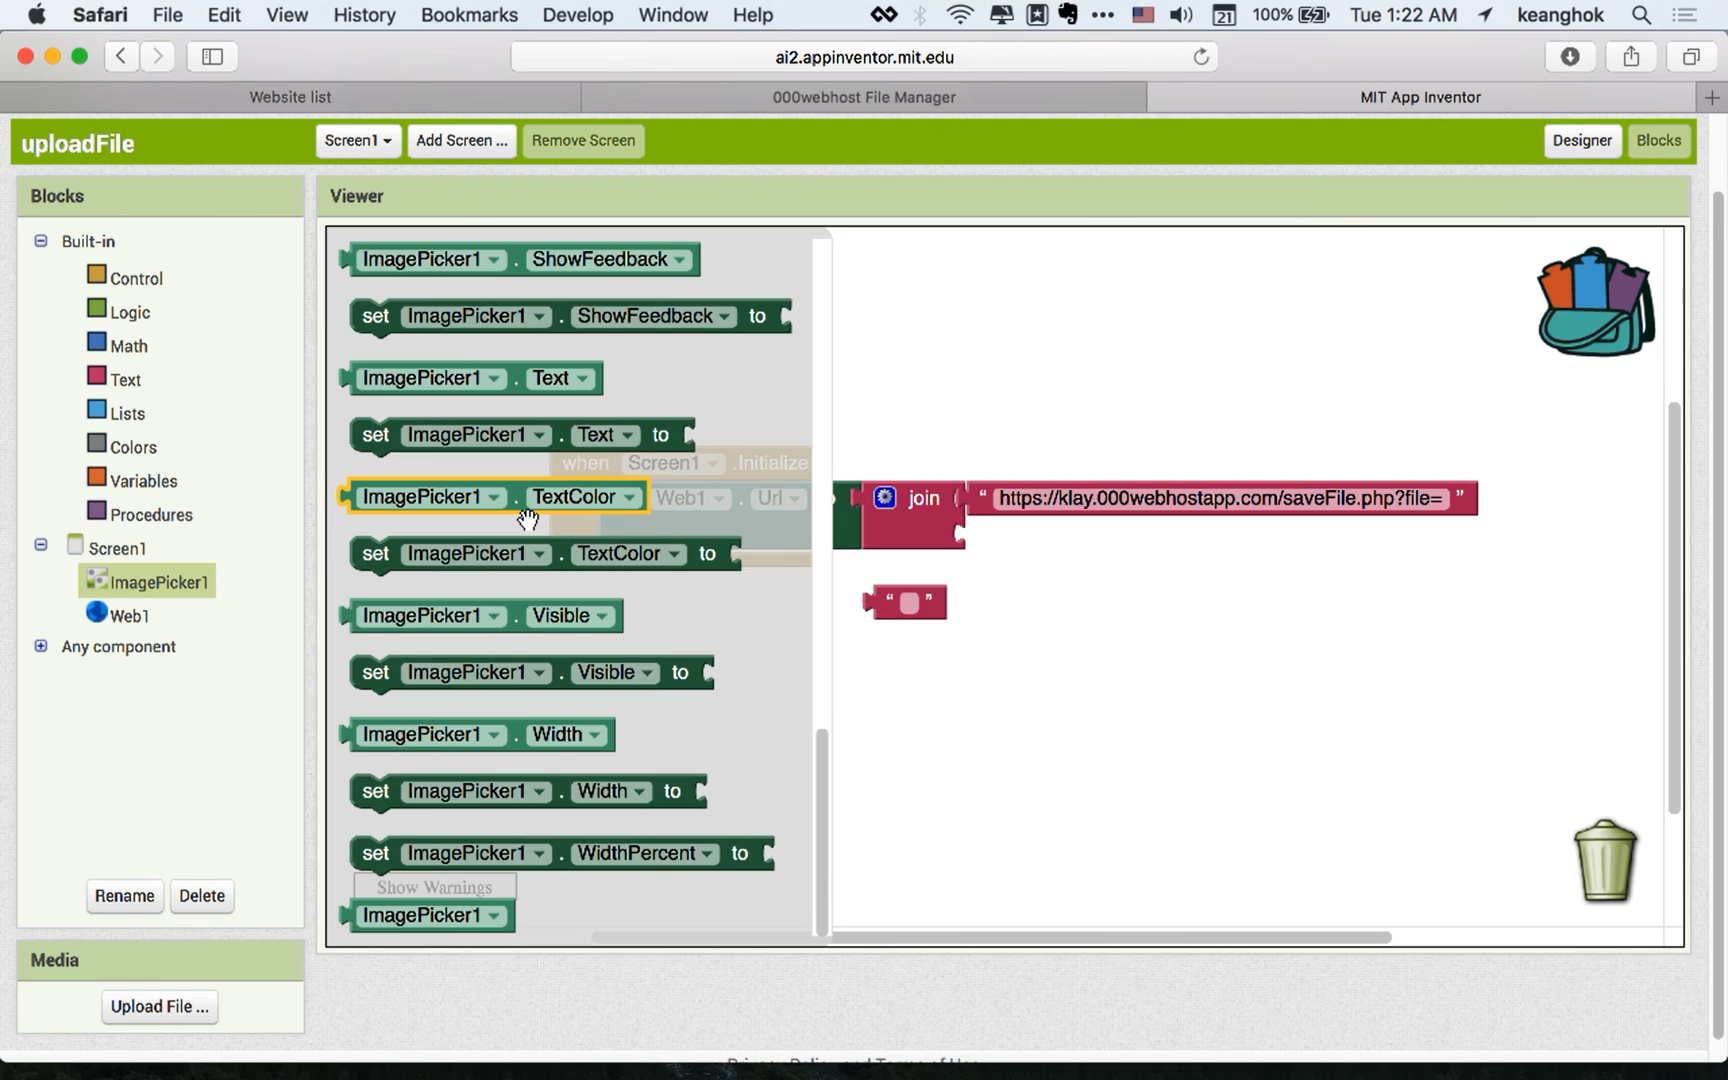 Safari File Edit View History Bookmarks Develop Window Help 21 100% Tue 1:22 AM keanghok
ai2.appinventor.mit.edu
Website list 000webhost File Manager MIT App Inventor
uploadFile Screen1 Add Screen ... Remove Screen Designer Blocks
Blocks Viewer
Built-in
Control
Logic
Math
Text
Lists
Colors
Variables
Procedures
Screen1
ImagePicker1
Web1
Any component
Rename Delete
Media
Upload File ...
ImagePicker1 . ShowFeedback
set ImagePicker1 . ShowFeedback to
ImagePicker1 . Text
set ImagePicker1 . Text to
when Screen1 .Initialize
ImagePicker1 . TextColor Web1 . Url join “ https://klay.000webhostapp.com/saveFile.php?file= ”
set ImagePicker1 . TextColor to
“ ”
ImagePicker1 . Visible
set ImagePicker1 . Visible to
ImagePicker1 . Width
set ImagePicker1 . Width to
set ImagePicker1 . WidthPercent to
Show Warnings
ImagePicker1